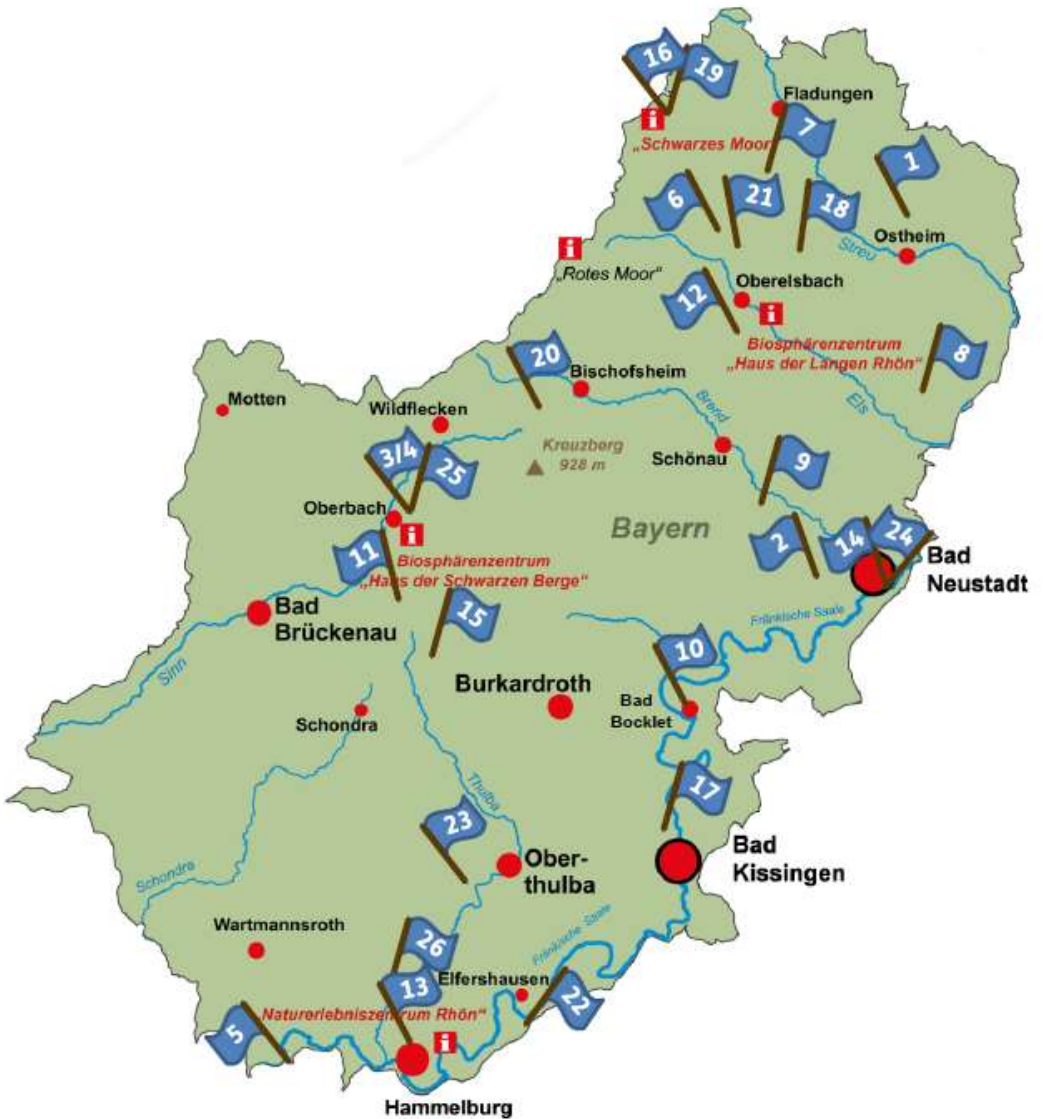 16
19
Fladungen
i
7
„Schwarzes Moor“
1
6
21
18
Streu
Ostheim
i
„Rotes Moor“
12
Oberelsbach
i
Biosphärenzentrum
„Haus der Langen Rhön“
8
20
Bischofsheim
Motten
Wildflecken
Brend
Els
Kreuzberg
928 m
Schönau
3/4
25
9
Oberbach
i
Bayern
11
Biosphärenzentrum
„Haus der Schwarzen Berge“
2
14
24
Bad
Neustadt
Bad
Brückenau
15
Fränkische Saale
Sinn
10
Burkardroth
Bad
Bocklet
Schondra
Thulba
17
23
Bad
Kissingen
Ober-
thulba
Schondra
Wartmannsroth
Fränkische Saale
26
Elfershausen
13
22
Naturerlebniszentrum Rhön“
5
i
Hammelburg